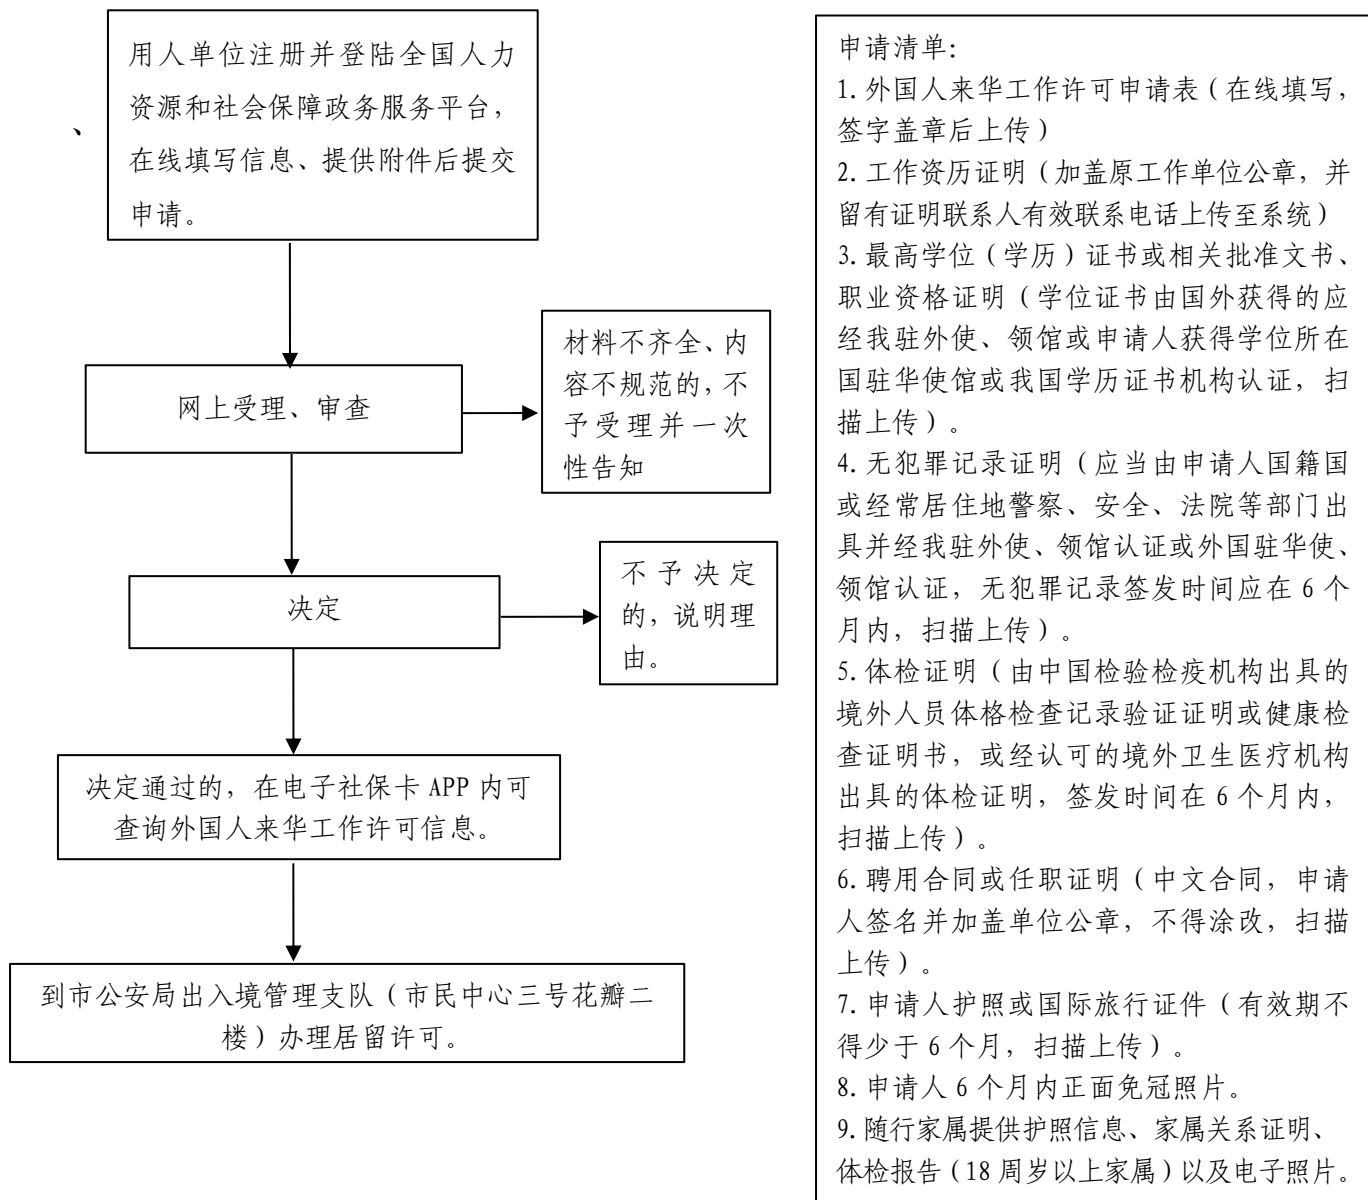 用人单位注册并登陆全国人力
资源和社会保障政务服务平台，
、
在线填写信息、提供附件后提交
申请。
网上受理、审查
材料不齐全、内
容不规范的，不
予受理并一次
性告知
决定
不予决定
的，说明理
由。
决定通过的，在电子社保卡 APP 内可
查询外国人来华工作许可信息。
到市公安局出入境管理支队（市民中心三号花瓣二
楼）办理居留许可。
申请清单：
1.外国人来华工作许可申请表（在线填写，
签字盖章后上传）
2.工作资历证明（加盖原工作单位公章，并
留有证明联系人有效联系电话上传至系统）
3.最高学位（学历）证书或相关批准文书、
职业资格证明（学位证书由国外获得的应
经我驻外使、领馆或申请人获得学位所在
国驻华使馆或我国学历证书机构认证，扫
描上传）。
4.无犯罪记录证明（应当由申请人国籍国
或经常居住地警察、安全、法院等部门出
具并经我驻外使、领馆认证或外国驻华使、
领馆认证，无犯罪记录签发时间应在 6 个
月内，扫描上传）。
5.体检证明（由中国检验检疫机构出具的
境外人员体格检查记录验证证明或健康检
查证明书，或经认可的境外卫生医疗机构
出具的体检证明，签发时间在 6 个月内，
扫描上传）。
6.聘用合同或任职证明（中文合同，申请
人签名并加盖单位公章，不得涂改，扫描
上传）。
7.申请人护照或国际旅行证件（有效期不
得少于 6 个月，扫描上传）。
8.申请人 6 个月内正面免冠照片。
9.随行家属提供护照信息、家属关系证明、
体检报告（18 周岁以上家属）以及电子照片。